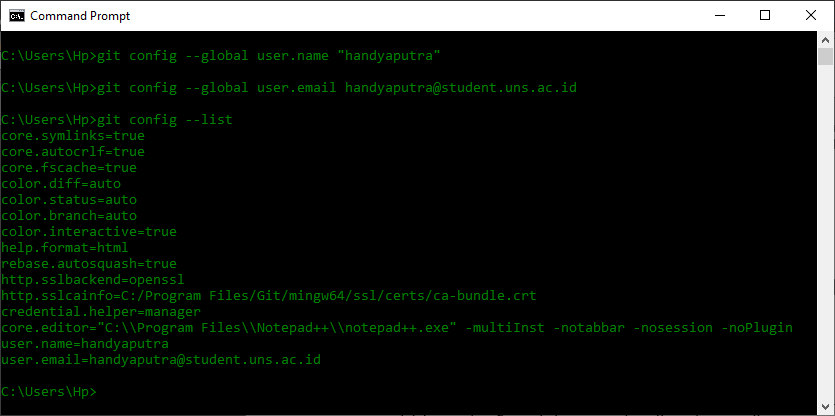 Command Prompt
C:\Users\Hp>git config --global user.name "handyaputra"
C:\Users\Hp>git config --global user.email handyaputra@student.uns.ac.id
C:\Users\Hp>git config --list
core.symlinks=true
core.autocrlf=true
core.fscache=true
color.diff=auto
color.status=auto
color.branch=auto
color.interactive=true
help.format=html
rebase.autosquash=true
http.sslbackend=openssl
http.sslcainfo=C:/Program Files/Git/mingw64/ssl/certs/ca-bundle.crt
credential.helper=manager
core.editor="C:\\Program Files\\Notepad++\\notepad++.exe" -multiInst -notabbar -nosession -noPlugin
user.name=handyaputra
user.email=handyaputra@student.uns.ac.id
C:\Users\Hp>